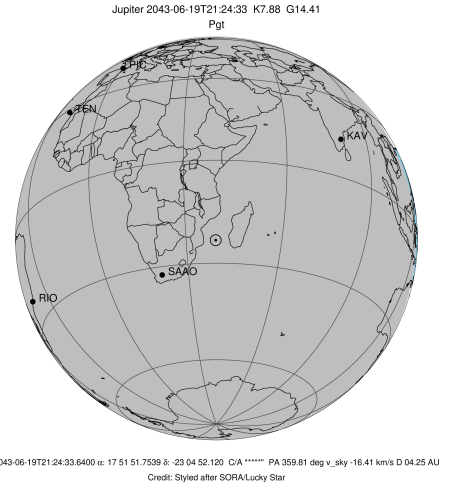 Jupiter 2043-06-19T21:24:33 K7.88 G14.41
Pgt
PIC
TEN
KAV
SAAO
RIO
043-06-19T21:24:33.6400 α: 17 51 51.7539 δ: -23 04 52.120 C/A *****" PA 359.81 deg v_sky -16.41 km/s D 04.25 AU
Credit: Styled after SORA/Lucky Star